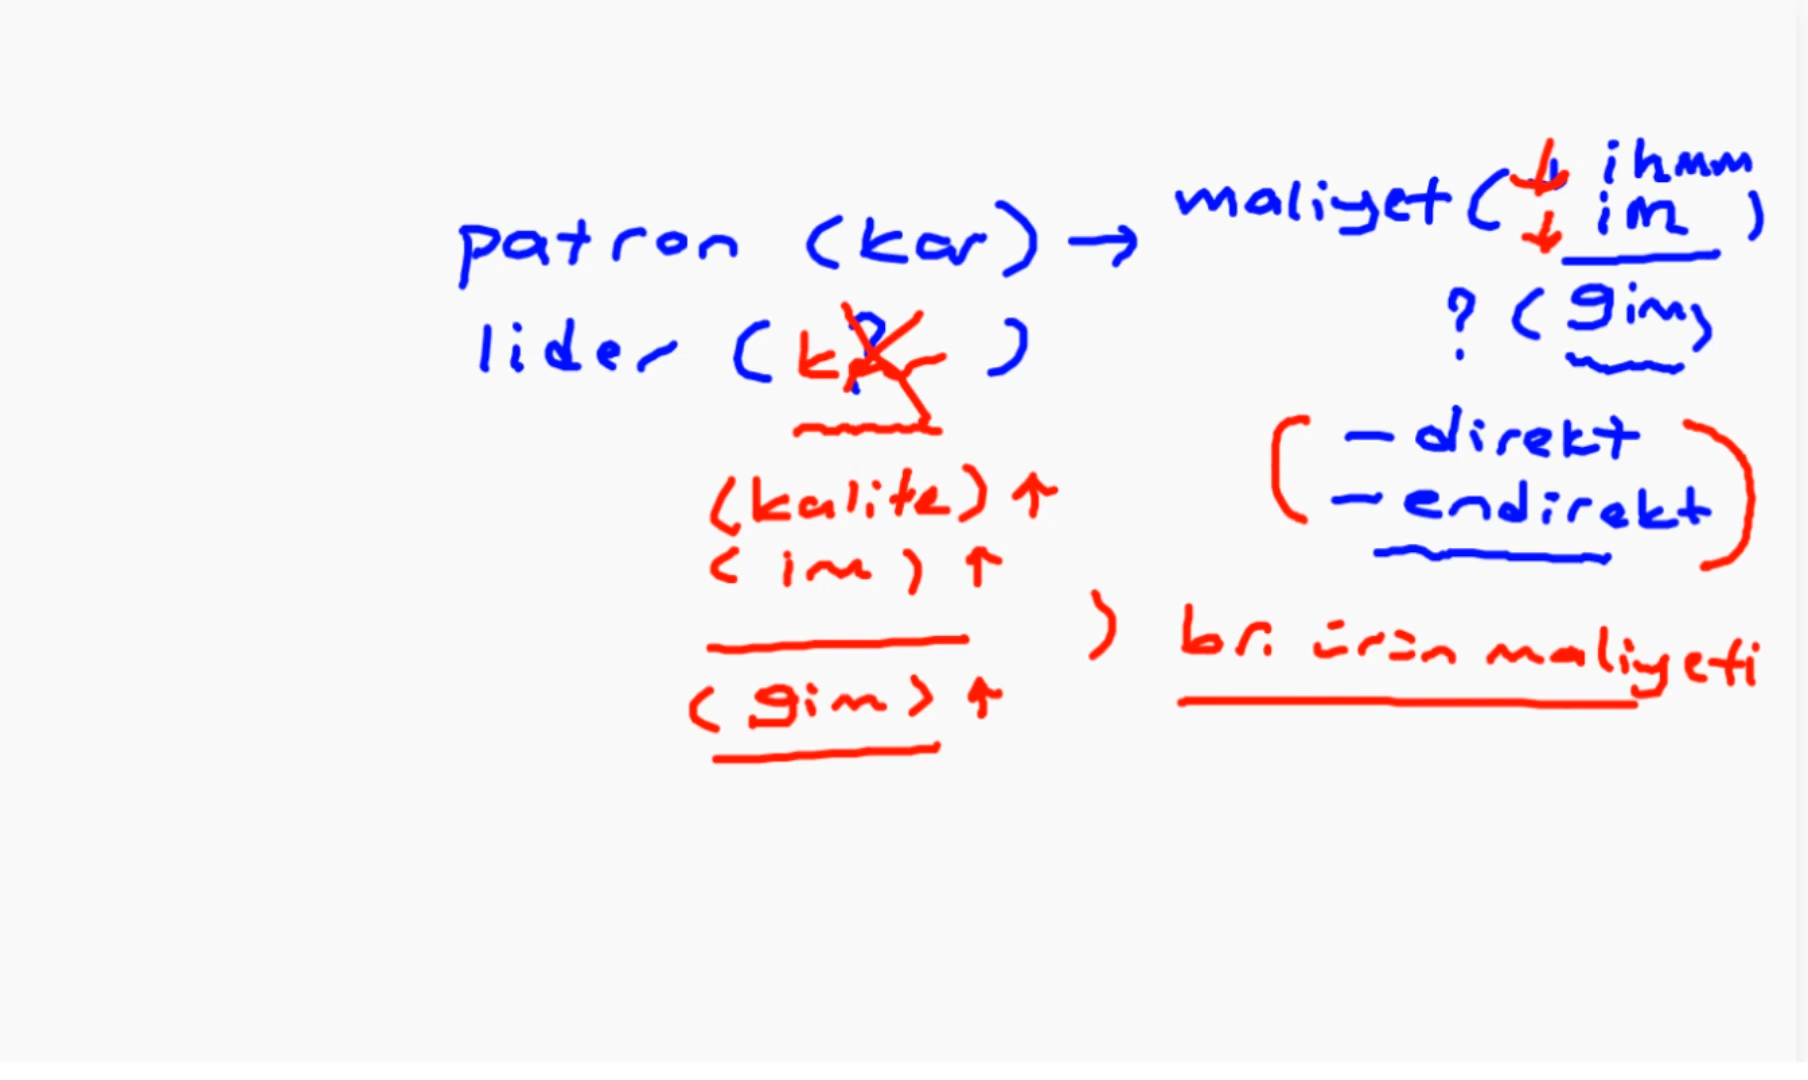 patron (kar) → maliyet (↓ ihmm
↓ im )
lider ( )
? (gim)
- direkt
- endirekt
(kalite) ↑
( im ) ↑
) br. ürün maliyeti
( gim ) ↑